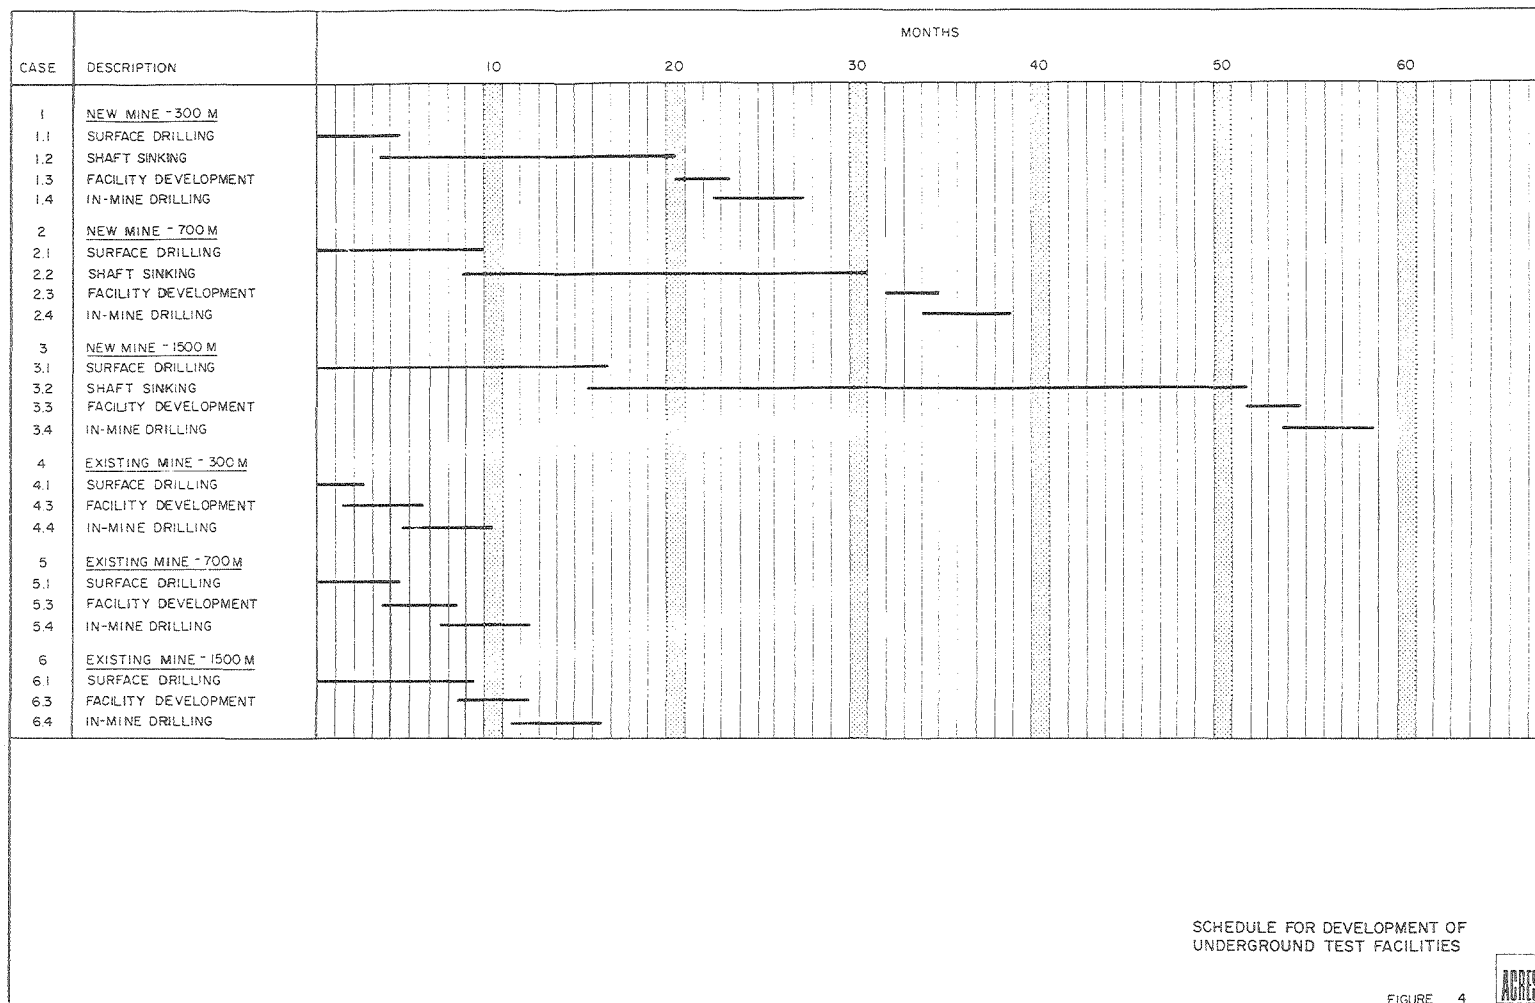 MONTHS
CASE DESCRIPTION 10 20 30 40 50 60
1 NEW MINE - 300 M
1.1 SURFACE DRILLING
1.2 SHAFT SINKING
1.3 FACILITY DEVELOPMENT
1.4 IN-MINE DRILLING
2 NEW MINE - 700 M
2.1 SURFACE DRILLING
2.2 SHAFT SINKING
2.3 FACILITY DEVELOPMENT
2.4 IN-MINE DRILLING
3 NEW MINE - 1500 M
3.1 SURFACE DRILLING
3.2 SHAFT SINKING
3.3 FACILITY DEVELOPMENT
3.4 IN-MINE DRILLING
4 EXISTING MINE - 300 M
4.1 SURFACE DRILLING
4.3 FACILITY DEVELOPMENT
4.4 IN-MINE DRILLING
5 EXISTING MINE - 700 M
5.1 SURFACE DRILLING
5.3 FACILITY DEVELOPMENT
5.4 IN-MINE DRILLING
6 EXISTING MINE - 1500 M
6.1 SURFACE DRILLING
6.3 FACILITY DEVELOPMENT
6.4 IN-MINE DRILLING
SCHEDULE FOR DEVELOPMENT OF
UNDERGROUND TEST FACILITIES
FIGURE 4
ACRES